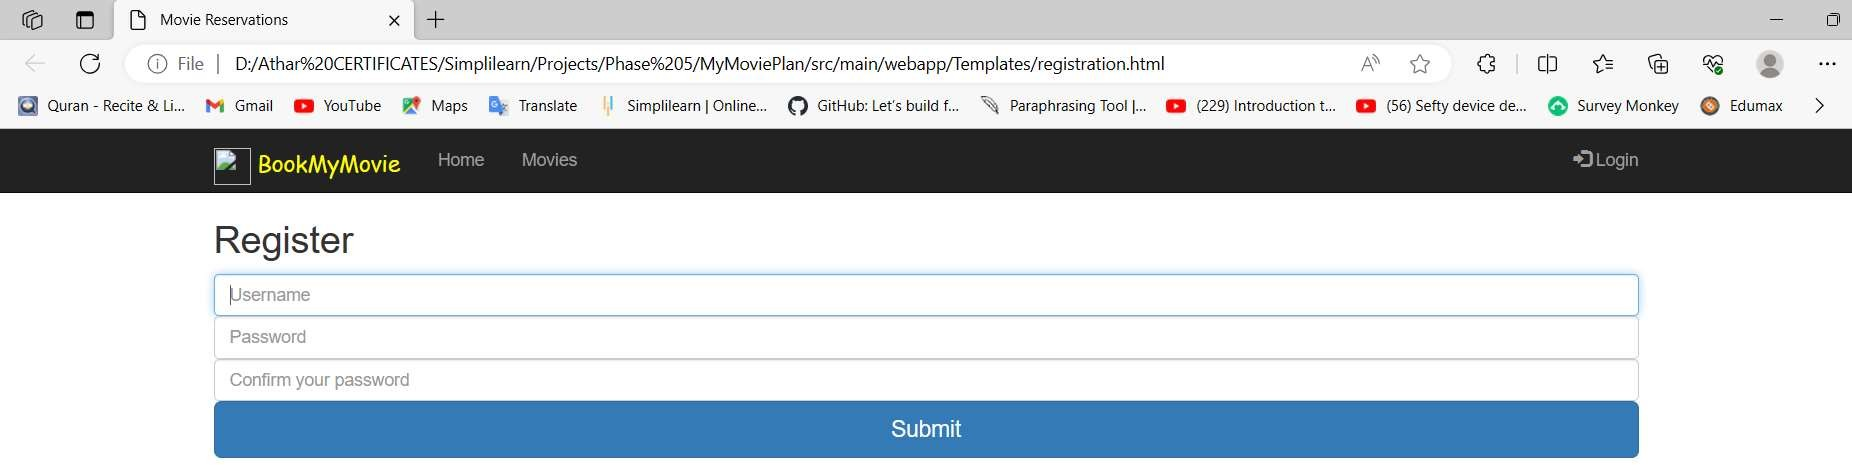 Movie Reservations
File D:/Athar%20CERTIFICATES/Simplilearn/Projects/Phase%205/MyMoviePlan/src/main/webapp/Templates/registration.html
Quran - Recite & Li... Gmail YouTube Maps Translate Simplilearn | Online... GitHub: Let's build f... Paraphrasing Tool |... (229) Introduction t... (56) Sefty device de... Survey Monkey Edumax
BookMyMovie Home Movies Login
Register
Username
Password
Confirm your password
Submit